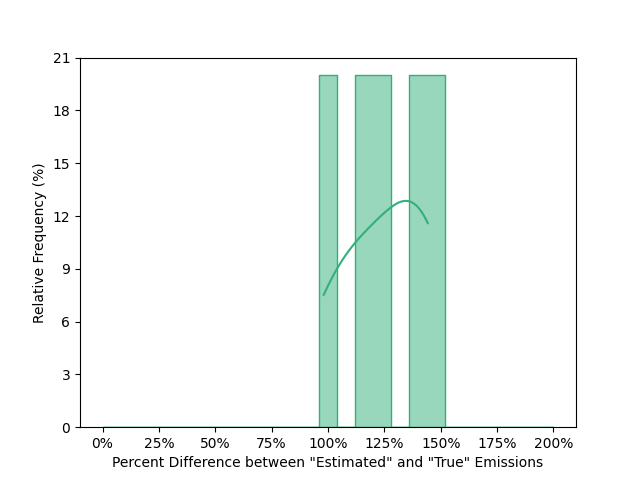 21
18
15
12
9
6
3
0
Relative Frequency (%)
0% 25% 50% 75% 100% 125% 150% 175% 200%
Percent Difference between "Estimated" and "True" Emissions